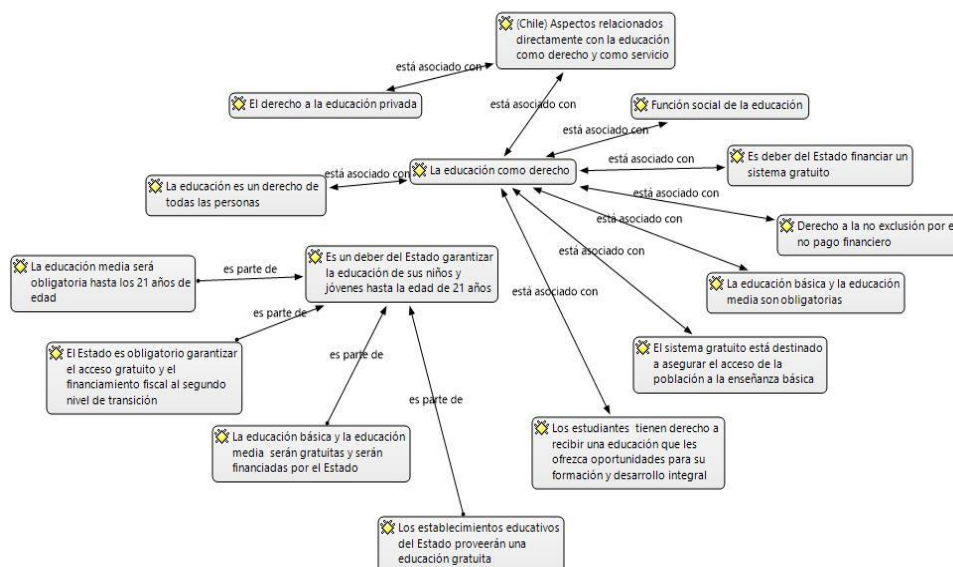 (Chile) Aspectos relacionados
directamente con la educación
como derecho y como servicio
está asociado con
El derecho a la educación privada
está asociado con
Función social de la educación
está asociado con
está asociado con
Es deber del Estado financiar un
sistema gratuito
La educación como derecho
está asociado con
La educación es un derecho de
todas las personas
está asociado con
Derecho a la no exclusión por e
no pago financiero
está asociado con
La educación básica y la educación
media son obligatorias
está asociado con
El sistema gratuito está destinado
a asegurar el acceso de la
población a la enseñanza básica
está asociado con
Los estudiantes tienen derecho a
recibir una educación que les
ofrezca oportunidades para su
formación y desarrollo integral
Es un deber del Estado garantizar
la educación de sus niños y
jóvenes hasta la edad de 21 años
La educación media será
obligatoria hasta los 21 años de
edad
es parte de
El Estado es obligatorio garantizar
el acceso gratuito y el
financiamiento fiscal al segundo
nivel de transición
es parte de
La educación básica y la educación
media serán gratuitas y serán
financiadas por el Estado
es parte de
Los establecimientos educativos
del Estado proveerán una
educación gratuita
es parte de